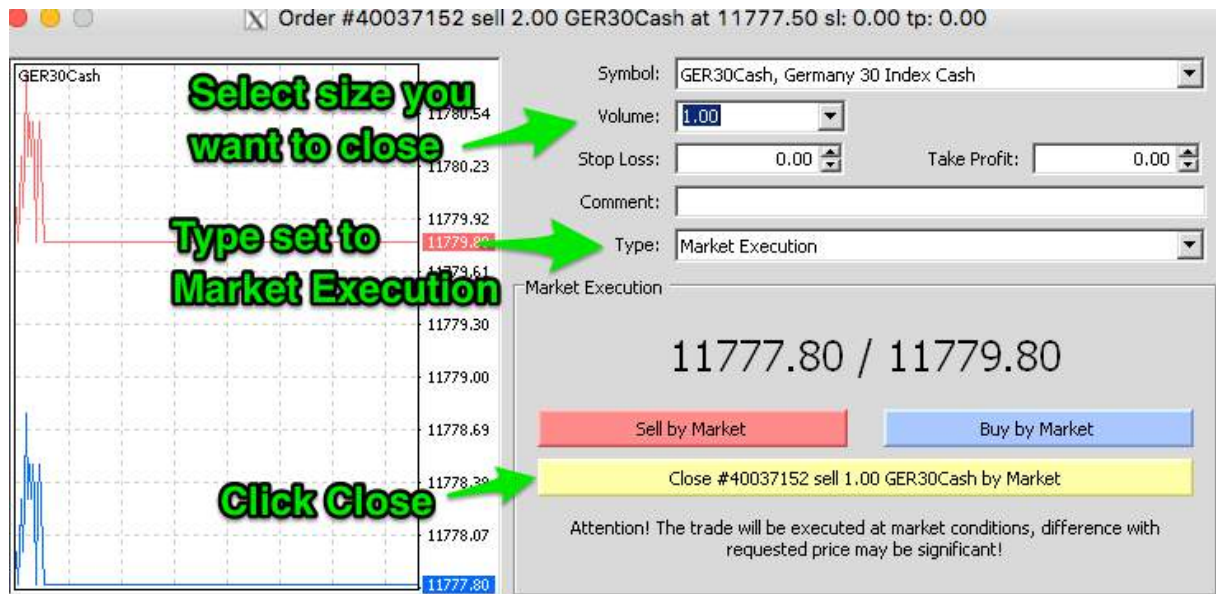 Order #40037152 sell 2.00 GER30Cash at 11777.50 sl: 0.00 tp: 0.00
GER30Cash
Select size you
want to close
11780.54
11780.23
11779.92
11779.80
11779.61
11779.30
11779.00
11778.69
11778.39
11778.07
11777.80
Type set to
Market Execution
Click Close
Symbol: GER30Cash, Germany 30 Index Cash
Volume: 1.00
Stop Loss: 0.00 Take Profit: 0.00
Comment:
Type: Market Execution
Market Execution
11777.80 / 11779.80
Sell by Market Buy by Market
Close #40037152 sell 1.00 GER30Cash by Market
Attention! The trade will be executed at market conditions, difference with
requested price may be significant!